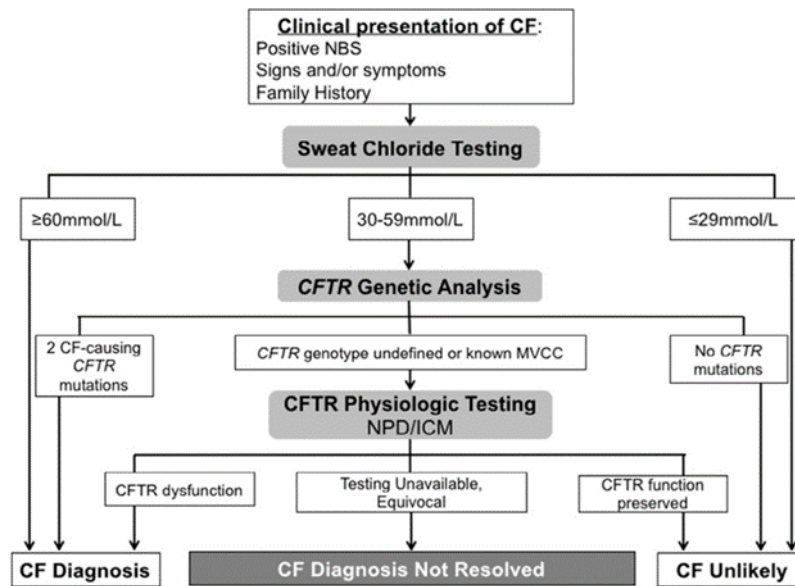 Clinical presentation of CF:
Positive NBS
Signs and/or symptoms
Family History
Sweat Chloride Testing
≥60mmol/L
30-59mmol/L
≤29mmol/L
CFTR Genetic Analysis
2 CF-causing
CFTR
mutations
CFTR genotype undefined or known MVCC
No CFTR
mutations
CFTR Physiologic Testing
NPD/ICM
CFTR dysfunction
Testing Unavailable,
Equivocal
CFTR function
preserved
CF Diagnosis
CF Diagnosis Not Resolved
CF Unlikely